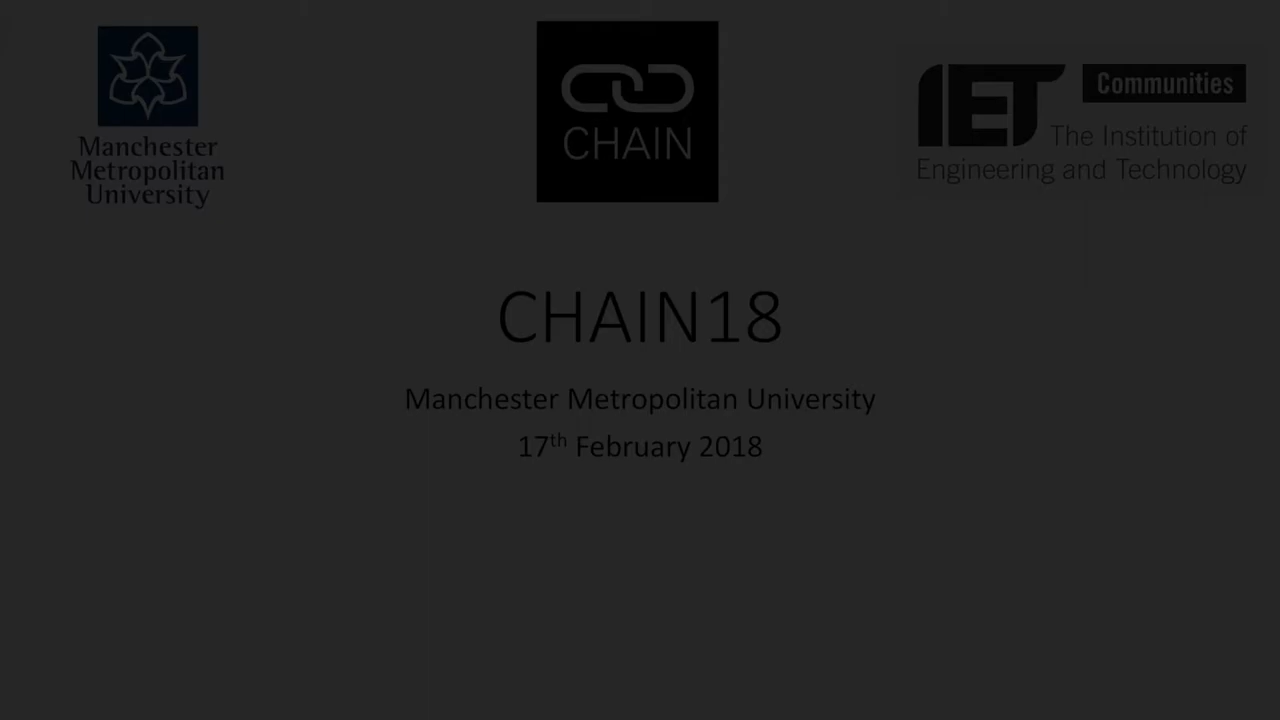 Manchester
Metropolitan
University
CHAIN
IET Communities
The Institution of
Engineering and Technology
CHAIN18
Manchester Metropolitan University
17th February 2018